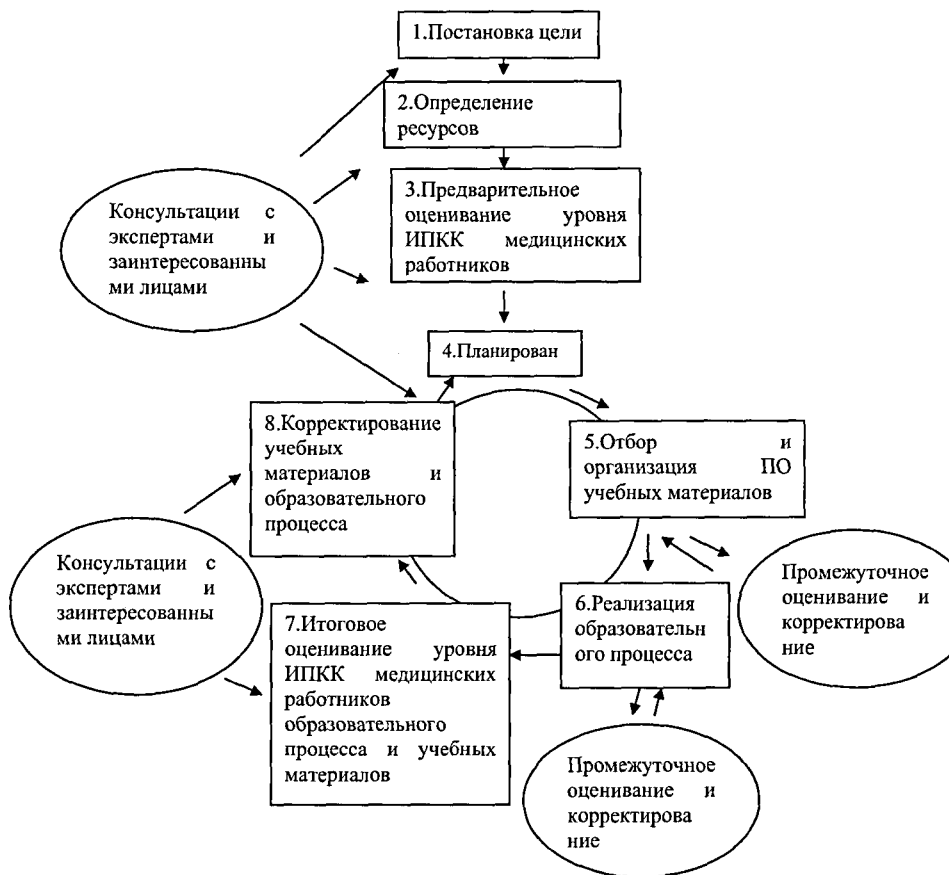 1.Постановка цели
2.Определение
ресурсов
3.Предварительное
оценивание уровня
ИПКК медицинских
работников
Консультации с
экспертами и
заинтересованны
ми лицами
4.Планирован
8.Корректирование
учебных
материалов и
образовательного
процесса
5.Отбор и
организация ПО
учебных материалов
Консультации с
экспертами и
заинтересованны
ми лицами
Промежуточное
оценивание и
корректирова
ние
6.Реализация
образовательн
ого процесса
7.Итоговое
оценивание уровня
ИПКК медицинских
работников
образовательного
процесса и учебных
материалов
Промежуточное
оценивание и
корректирова
ние